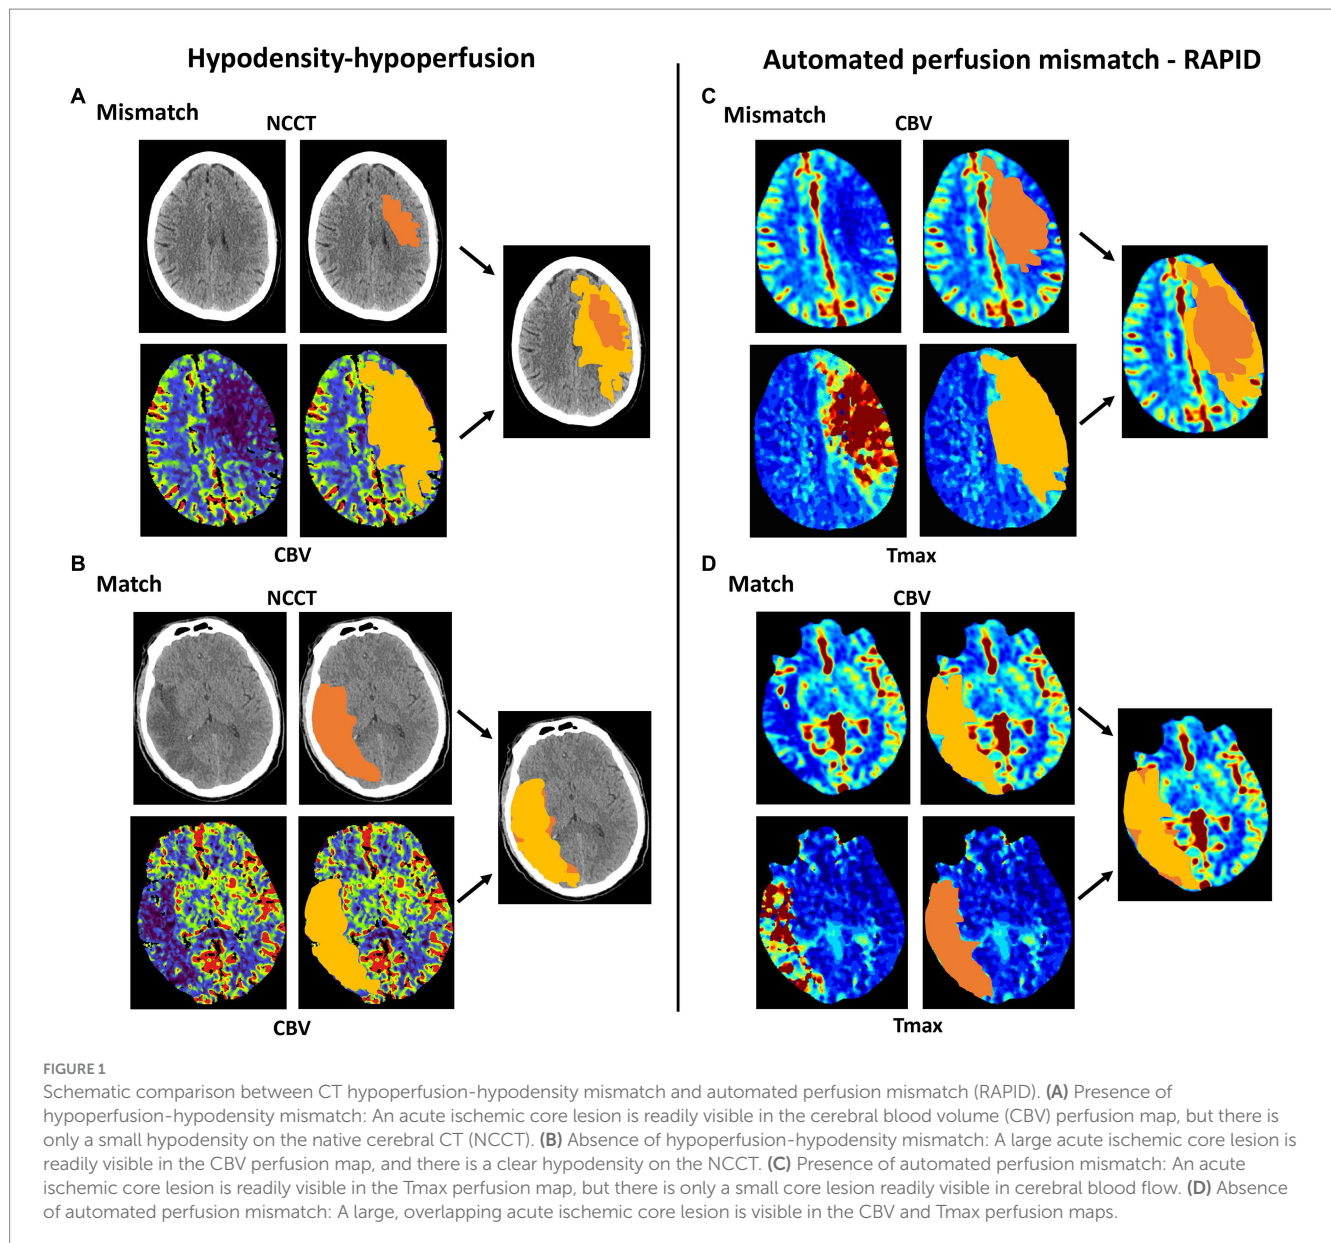 Hypodensity-hypoperfusion
A
Mismatch
NCCT
CBV
B
Match
NCCT
CBV
Automated perfusion mismatch - RAPID
C
Mismatch
CBV
Tmax
D
Match
CBV
Tmax
FIGURE 1
Schematic comparison between CT hypoperfusion-hypodensity mismatch and automated perfusion mismatch (RAPID). (A) Presence of
hypoperfusion-hypodensity mismatch: An acute ischemic core lesion is readily visible in the cerebral blood volume (CBV) perfusion map, but there is
only a small hypodensity on the native cerebral CT (NCCT). (B) Absence of hypoperfusion-hypodensity mismatch: A large acute ischemic core lesion is
readily visible in the CBV perfusion map, and there is a clear hypodensity on the NCCT. (C) Presence of automated perfusion mismatch: An acute
ischemic core lesion is readily visible in the Tmax perfusion map, but there is only a small core lesion readily visible in cerebral blood flow. (D) Absence
of automated perfusion mismatch: A large, overlapping acute ischemic core lesion is visible in the CBV and Tmax perfusion maps.